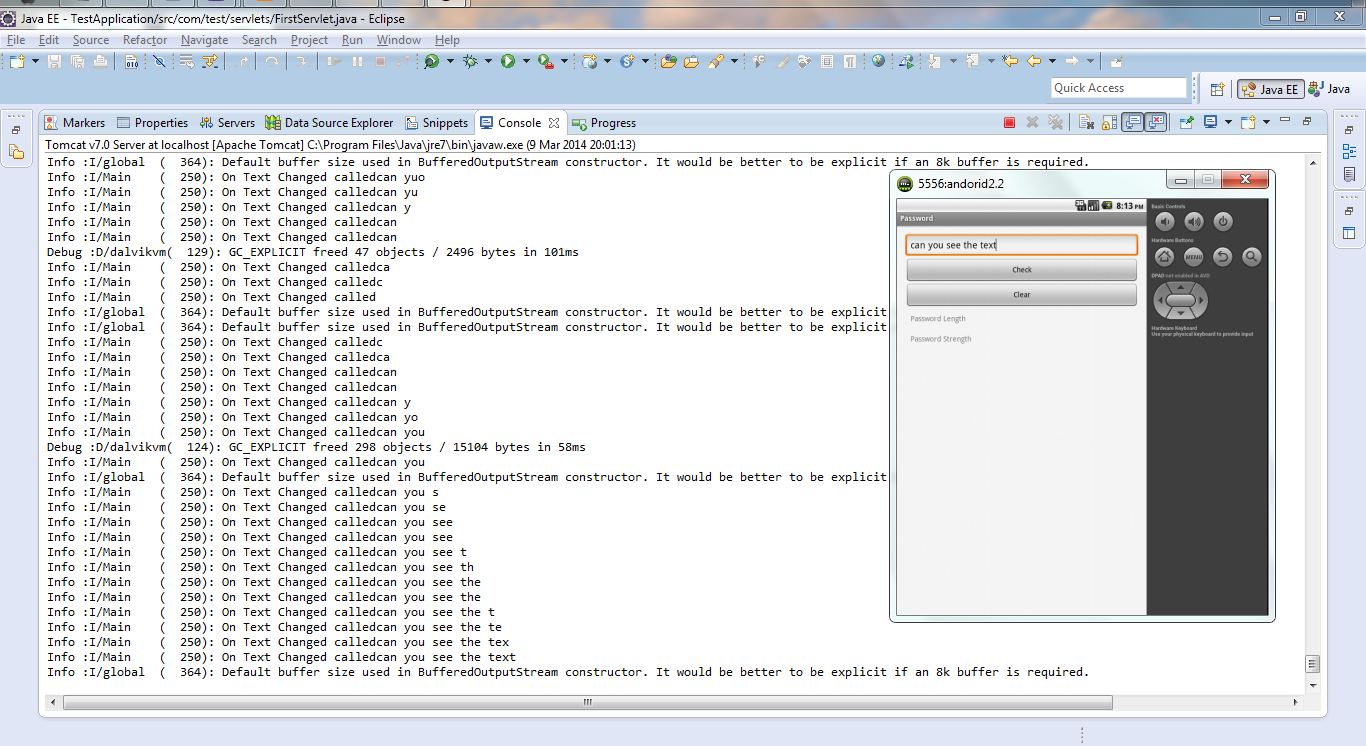 Java EE - TestApplication/src/com/test/servlets/FirstServlet.java - Eclipse
File Edit Source Refactor Navigate Search Project Run Window Help
Quick Access
Java EE Java
Markers Properties Servers Data Source Explorer Snippets Console Progress
Tomcat v7.0 Server at localhost [Apache Tomcat] C:\Program Files\Java\jre7\bin\javaw.exe (9 Mar 2014 20:01:13)
Info :I/global  (  364): Default buffer size used in BufferedOutputStream constructor. It would be better to be explicit if an 8k buffer is required.
Info :I/Main    (  250): On Text Changed calledcan yuo
Info :I/Main    (  250): On Text Changed calledcan yu
Info :I/Main    (  250): On Text Changed calledcan y
Info :I/Main    (  250): On Text Changed calledcan
Info :I/Main    (  250): On Text Changed calledcan
Debug :D/dalvikvm(  129): GC_EXPLICIT freed 47 objects / 2496 bytes in 101ms
Info :I/Main    (  250): On Text Changed calledca
Info :I/Main    (  250): On Text Changed calledc
Info :I/Main    (  250): On Text Changed called
Info :I/global  (  364): Default buffer size used in BufferedOutputStream constructor. It would be better to be explicit
Info :I/global  (  364): Default buffer size used in BufferedOutputStream constructor. It would be better to be explicit
Info :I/Main    (  250): On Text Changed calledc
Info :I/Main    (  250): On Text Changed calledca
Info :I/Main    (  250): On Text Changed calledcan
Info :I/Main    (  250): On Text Changed calledcan
Info :I/Main    (  250): On Text Changed calledcan y
Info :I/Main    (  250): On Text Changed calledcan yo
Info :I/Main    (  250): On Text Changed calledcan you
Debug :D/dalvikvm(  124): GC_EXPLICIT freed 298 objects / 15104 bytes in 58ms
Info :I/Main    (  250): On Text Changed calledcan you
Info :I/global  (  364): Default buffer size used in BufferedOutputStream constructor. It would be better to be explicit
Info :I/Main    (  250): On Text Changed calledcan you s
Info :I/Main    (  250): On Text Changed calledcan you se
Info :I/Main    (  250): On Text Changed calledcan you see
Info :I/Main    (  250): On Text Changed calledcan you see
Info :I/Main    (  250): On Text Changed calledcan you see t
Info :I/Main    (  250): On Text Changed calledcan you see th
Info :I/Main    (  250): On Text Changed calledcan you see the
Info :I/Main    (  250): On Text Changed calledcan you see the
Info :I/Main    (  250): On Text Changed calledcan you see the t
Info :I/Main    (  250): On Text Changed calledcan you see the te
Info :I/Main    (  250): On Text Changed calledcan you see the tex
Info :I/Main    (  250): On Text Changed calledcan you see the text
Info :I/global  (  364): Default buffer size used in BufferedOutputStream constructor. It would be better to be explicit if an 8k buffer is required.
5556:andorid2.2
8:13 PM
Password
can you see the text
Check
Clear
Password Length
Password Strength
Basic Controls
Hardware Buttons
MENU
DPAD not enabled in AVD
Hardware Keyboard
Use your physical keyboard to provide input